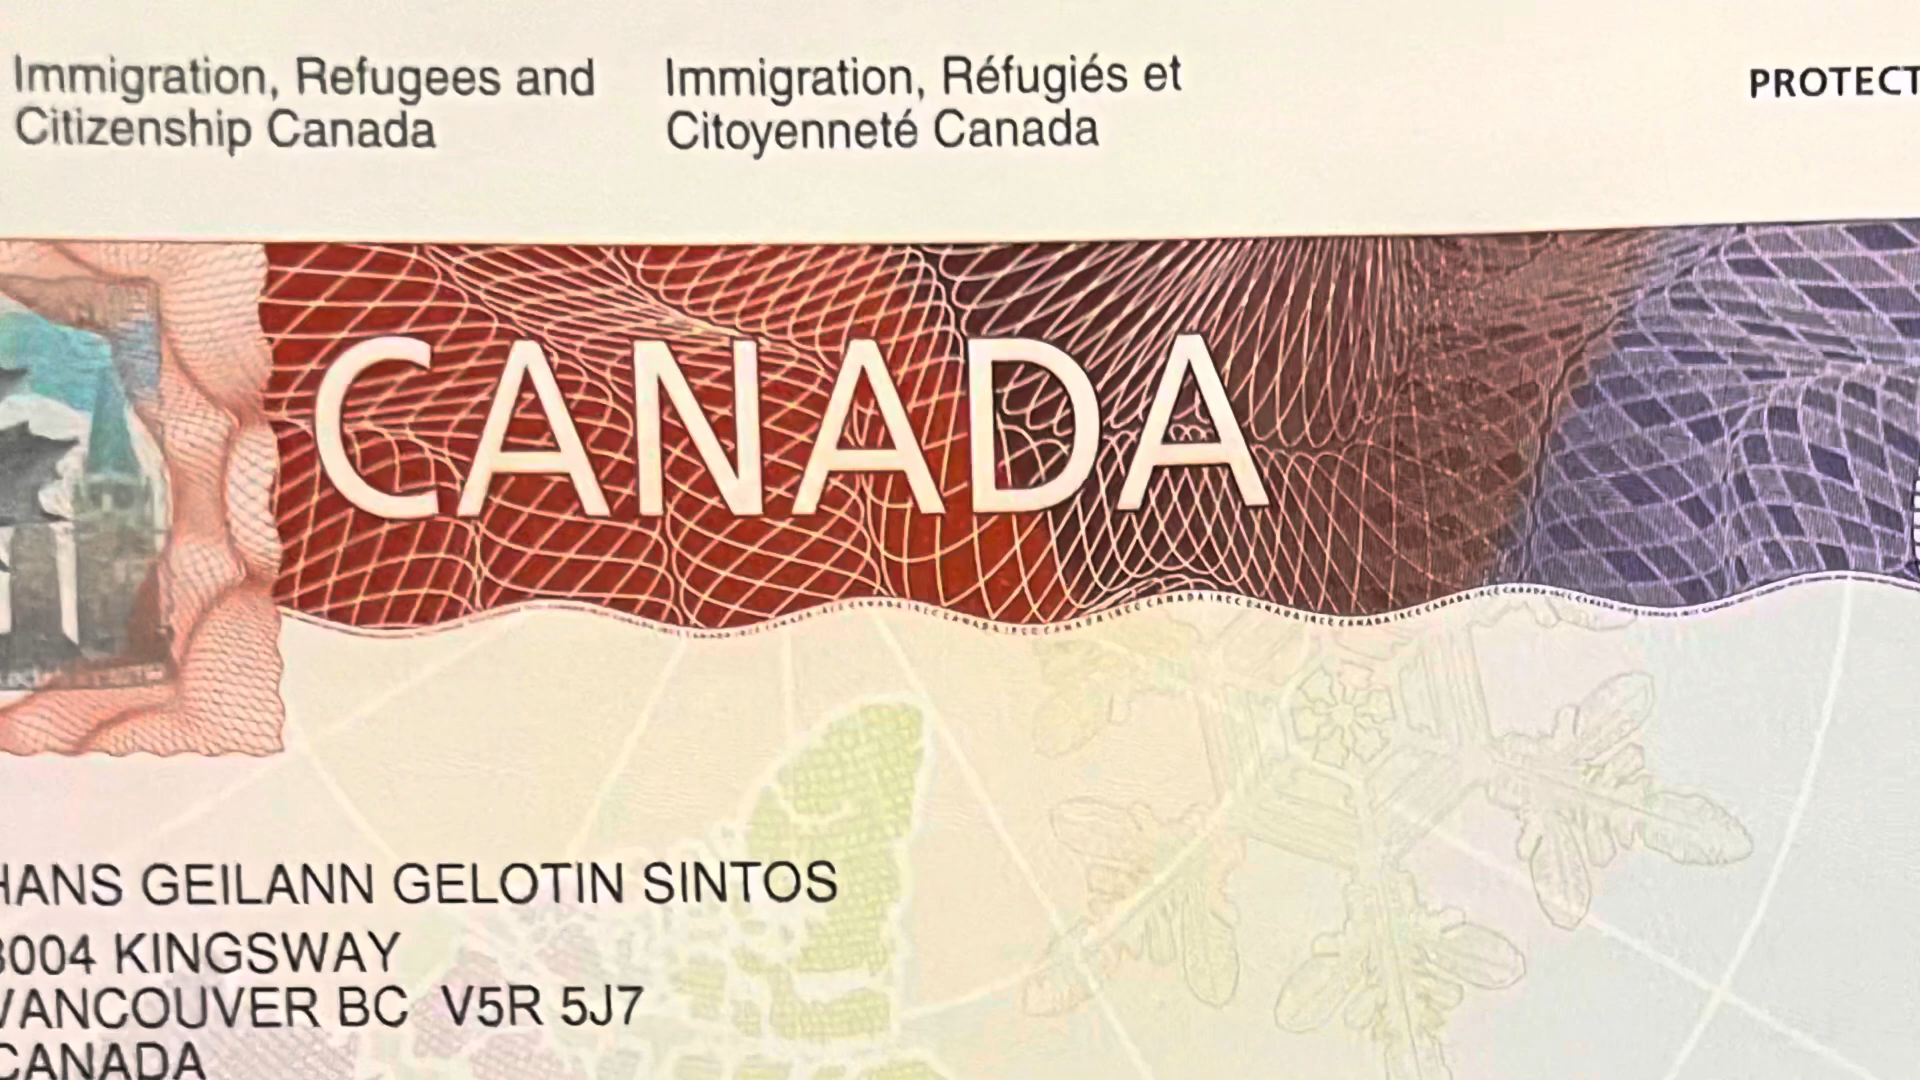 Immigration, Refugees and
Citizenship Canada
Immigration, Réfugiés et
Citoyenneté Canada
PROTECT
CANADA
HANS GEILANN GELOTIN SINTOS
3004 KINGSWAY
VANCOUVER BC V5R 5J7
CANADA